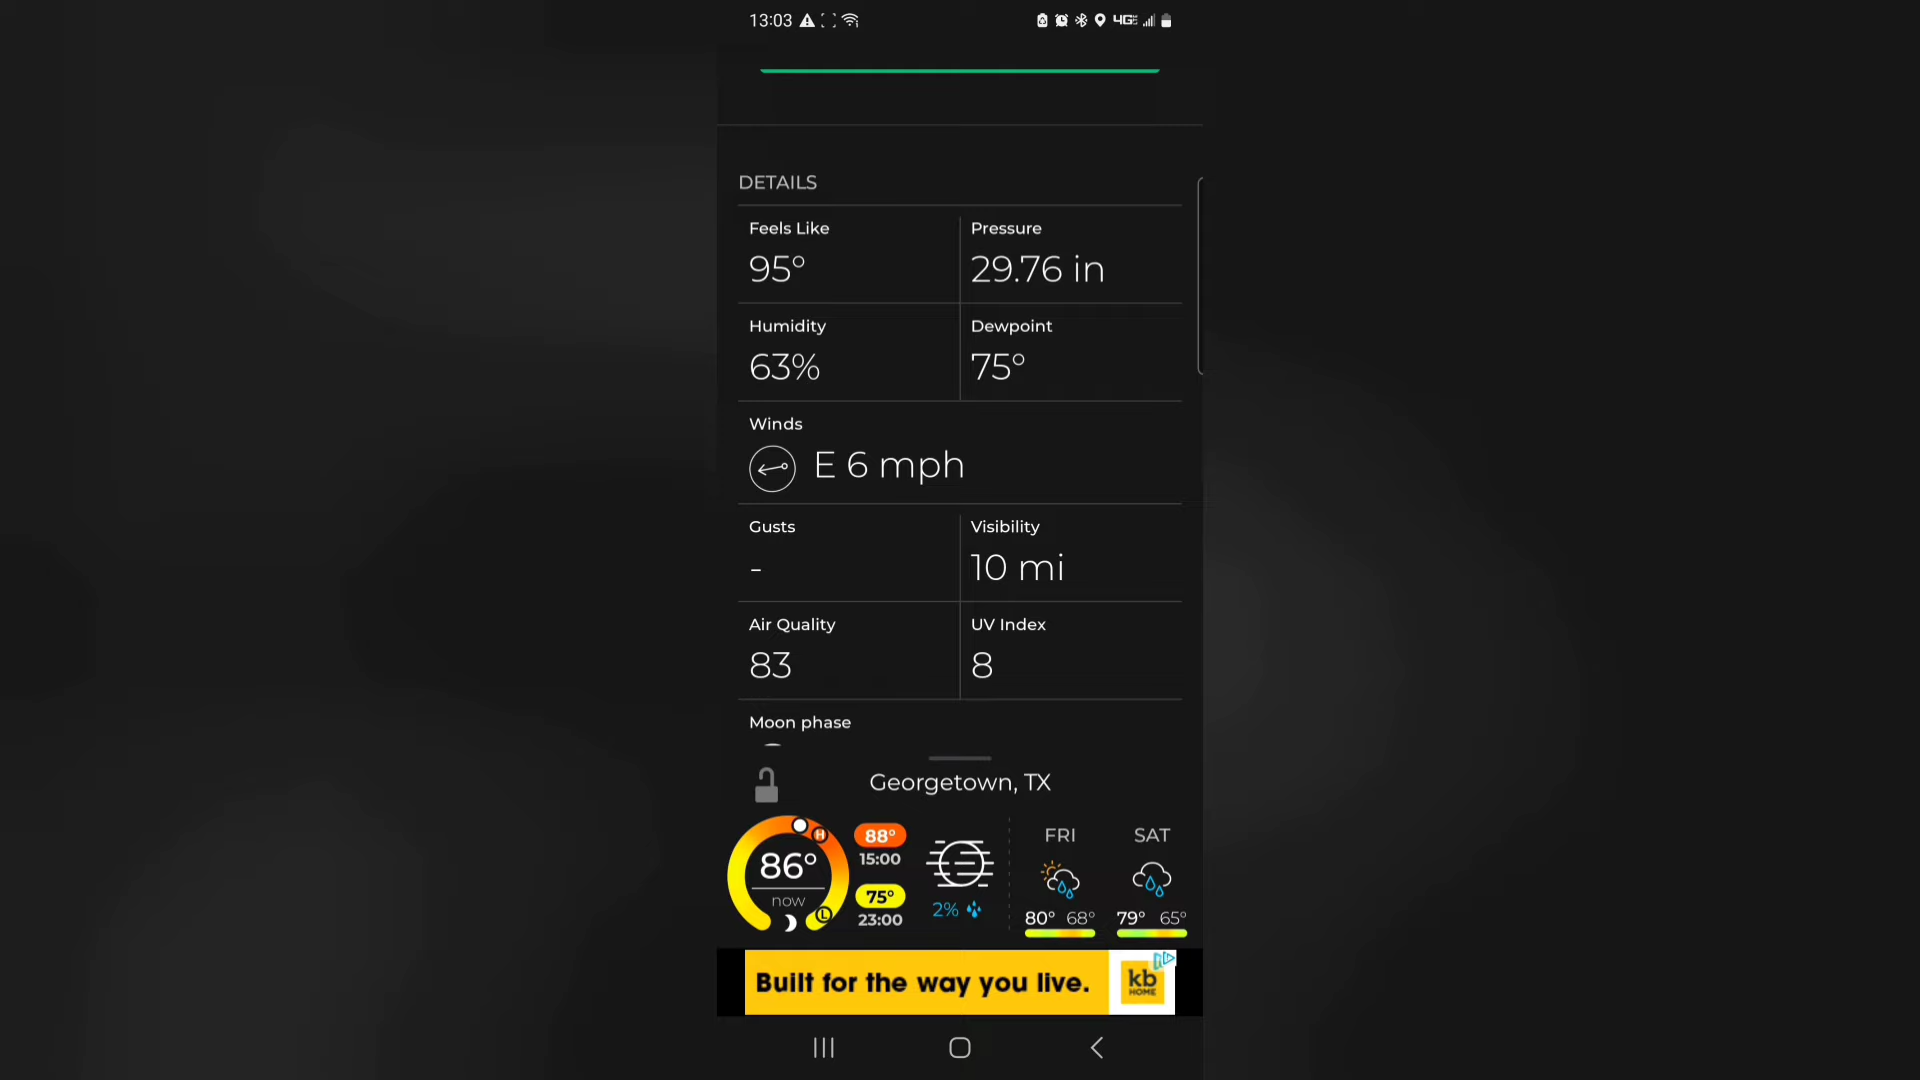 13:03
4G
DETAILS
Feels Like
Pressure
95°
29.76 in
Humidity
Dewpoint
63%
75°
Winds
E 6 mph
Gusts
Visibility
-
10 mi
Air Quality
UV Index
83
8
Moon phase
Georgetown, TX
86°
now
H
L
88°
15:00
75°
23:00
2%
FRI
SAT
80° 68°
79° 65°
Built for the way you live.
kb
HOME